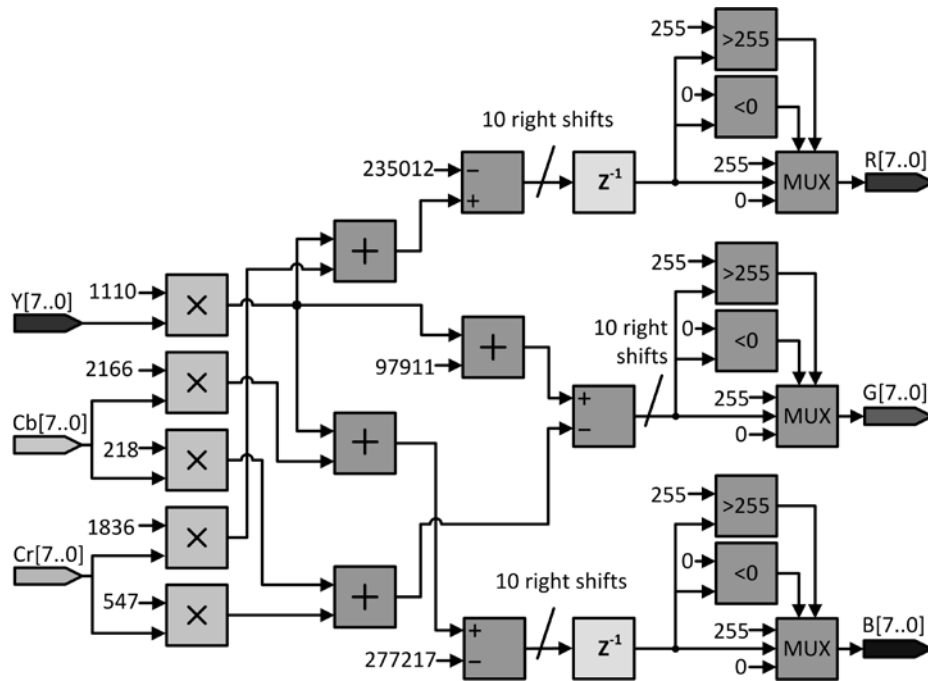 255
>255
0
<0
10 right shifts
235012
−
+
Z⁻¹
255
0
MUX
R[7..0]
+
1110
Y[7..0]
×
255
>255
0
<0
10 right
shifts
+
97911
2166
×
+
−
255
0
MUX
G[7..0]
Cb[7..0]
218
×
+
255
>255
1836
×
Cr[7..0]
547
×
+
10 right shifts
0
<0
+
−
277217
Z⁻¹
255
0
MUX
B[7..0]